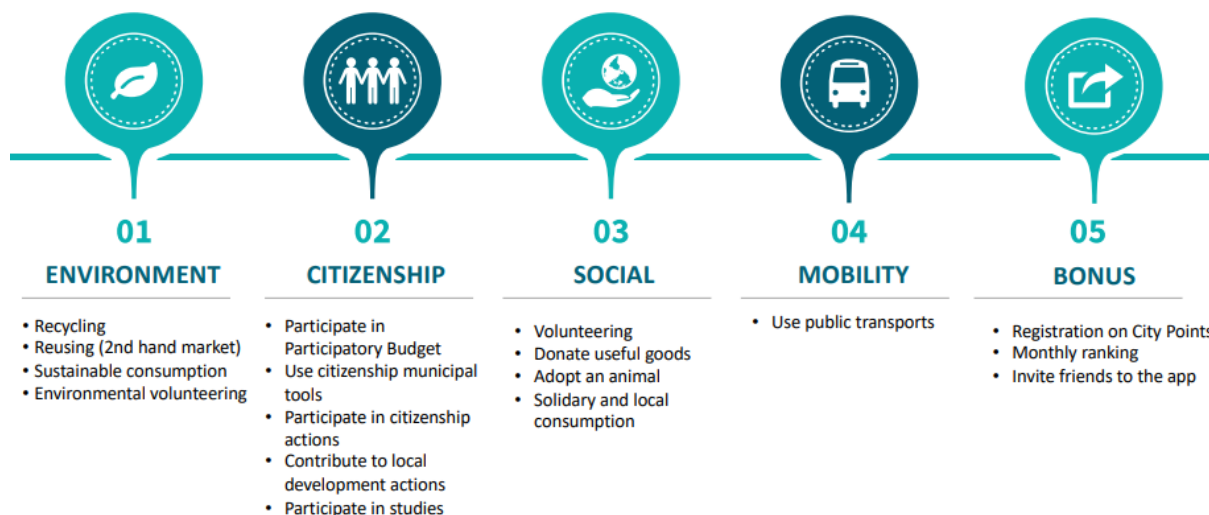 01
ENVIRONMENT
• Recycling
• Reusing (2nd hand market)
• Sustainable consumption
• Environmental volunteering
02
CITIZENSHIP
• Participate in
Participatory Budget
• Use citizenship municipal
tools
• Participate in citizenship
actions
• Contribute to local
development actions
• Participate in studies
03
SOCIAL
• Volunteering
• Donate useful goods
• Adopt an animal
• Solidary and local
consumption
04
MOBILITY
• Use public transports
05
BONUS
• Registration on City Points
• Monthly ranking
• Invite friends to the app